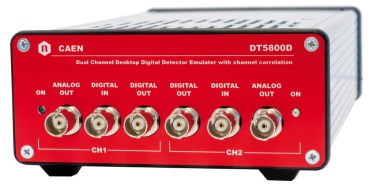 n CAEN DT5800D
Dual Channel Desktop Digital Detector Emulator with channel correlation
ON ANALOG OUT DIGITAL IN DIGITAL OUT DIGITAL OUT DIGITAL IN ANALOG OUT ON
CH1 CH2